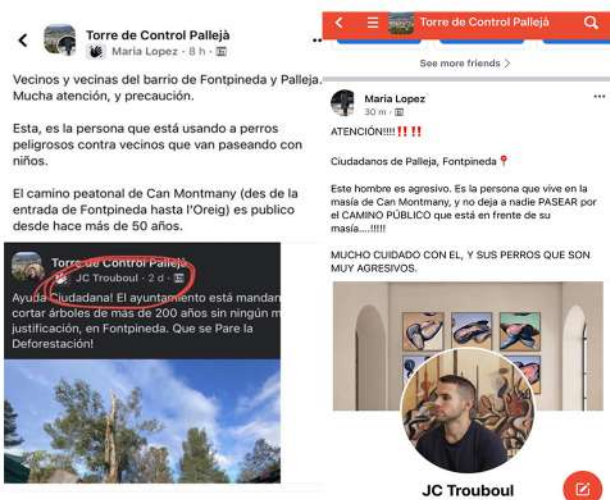 Torre de Control Pallejà
Maria Lopez · 8 h ·
Vecinos y vecinas del barrio de Fontpineda y Palleja.
Mucha atención, y precaución.
Esta, es la persona que está usando a perros
peligrosos contra vecinos que van paseando con
niños.
El camino peatonal de Can Montmany (des de la
entrada de Fontpineda hasta l'Oreig) es publico
desde hace más de 50 años.
Torre de Control Pallejà
JC Trouboul · 2 d ·
Ayuda Ciudadana! El ayuntamiento está mandan
cortar árboles de más de 200 años sin ningún m
justificación, en Fontpineda. Que se Pare la
Deforestación!
Torre de Control Pallejà
See more friends
Maria Lopez
30 m ·
ATENCIÓN!!!!‼️‼️
Ciudadanos de Palleja, Fontpineda📍
Este hombre es agresivo. Es la persona que vive en la
masía de Can Montmany, y no deja a nadie PASEAR por
el CAMINO PÚBLICO que está en frente de su
masía....!!!!!
MUCHO CUIDADO CON EL, Y SUS PERROS QUE SON
MUY AGRESIVOS.
JC Trouboul